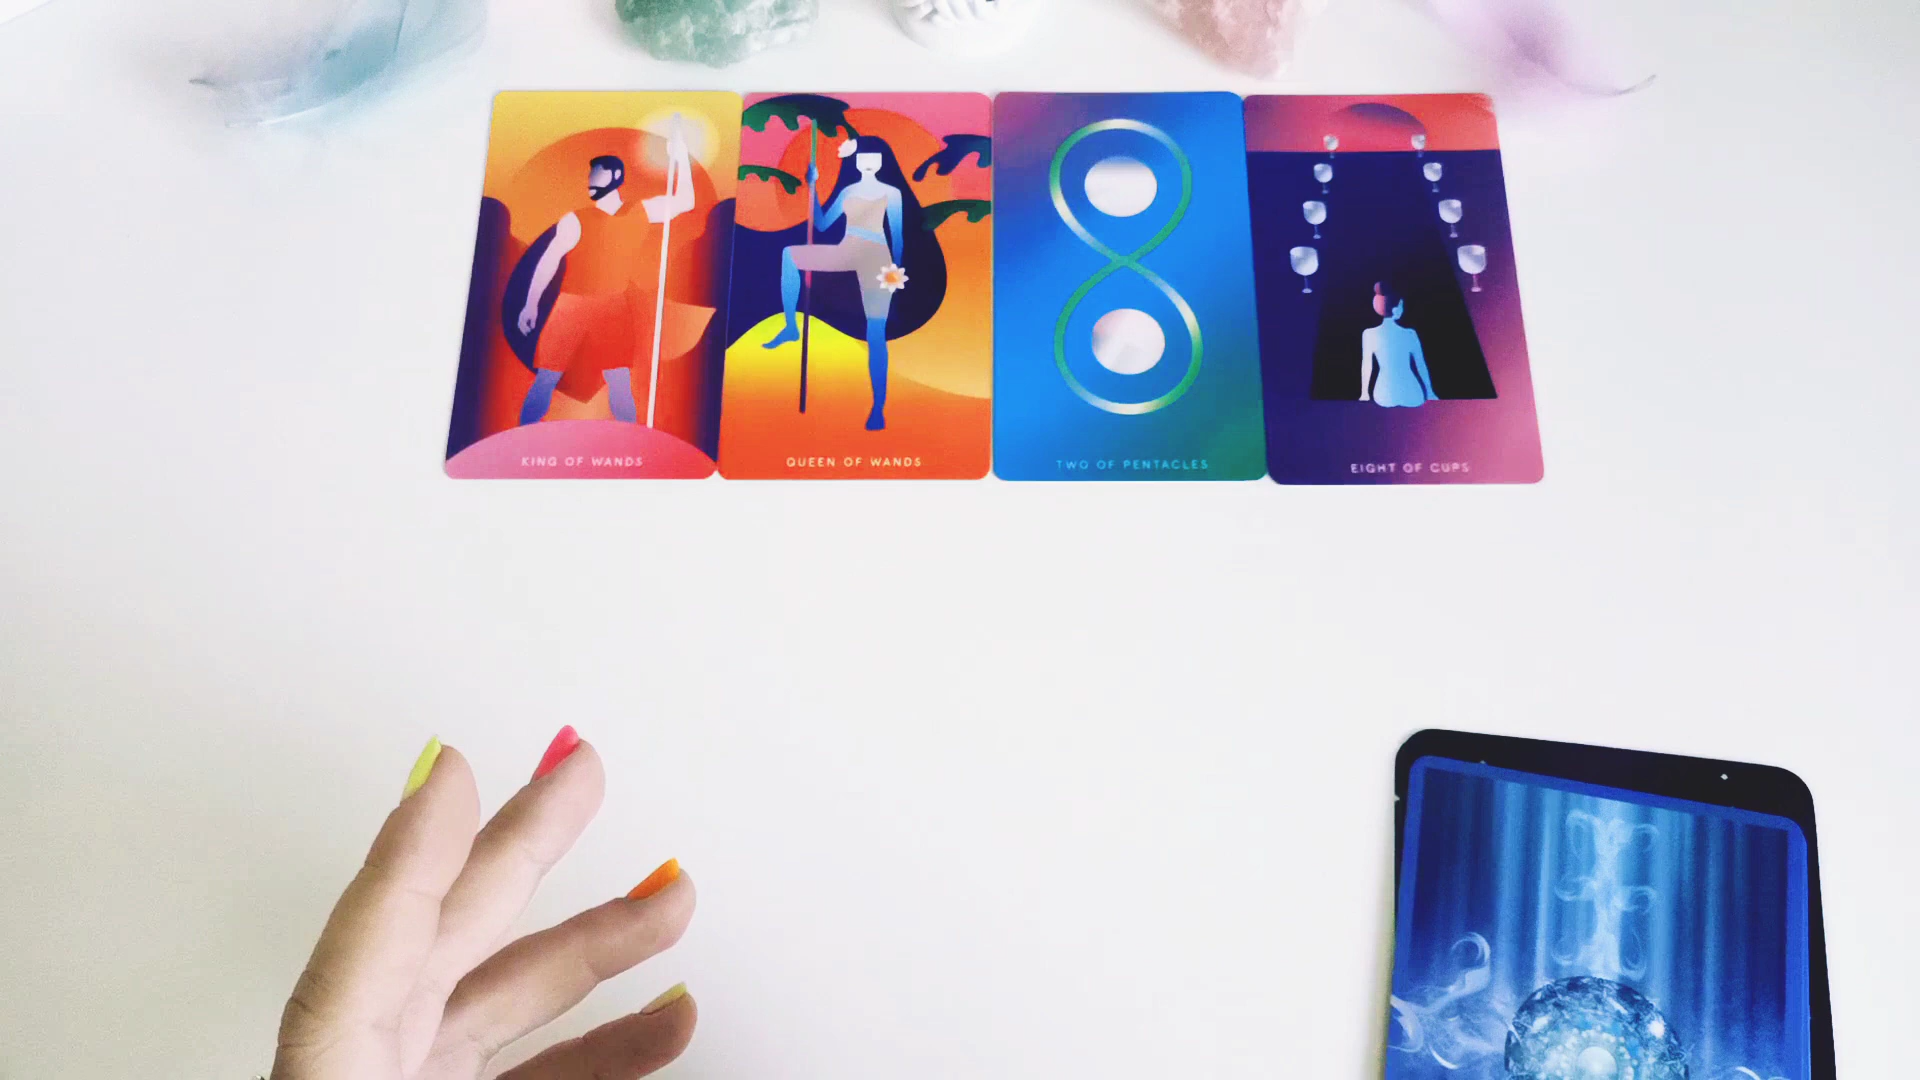 KING OF WANDS
QUEEN OF WANDS
TWO OF PENTACLES
EIGHT OF CUPS